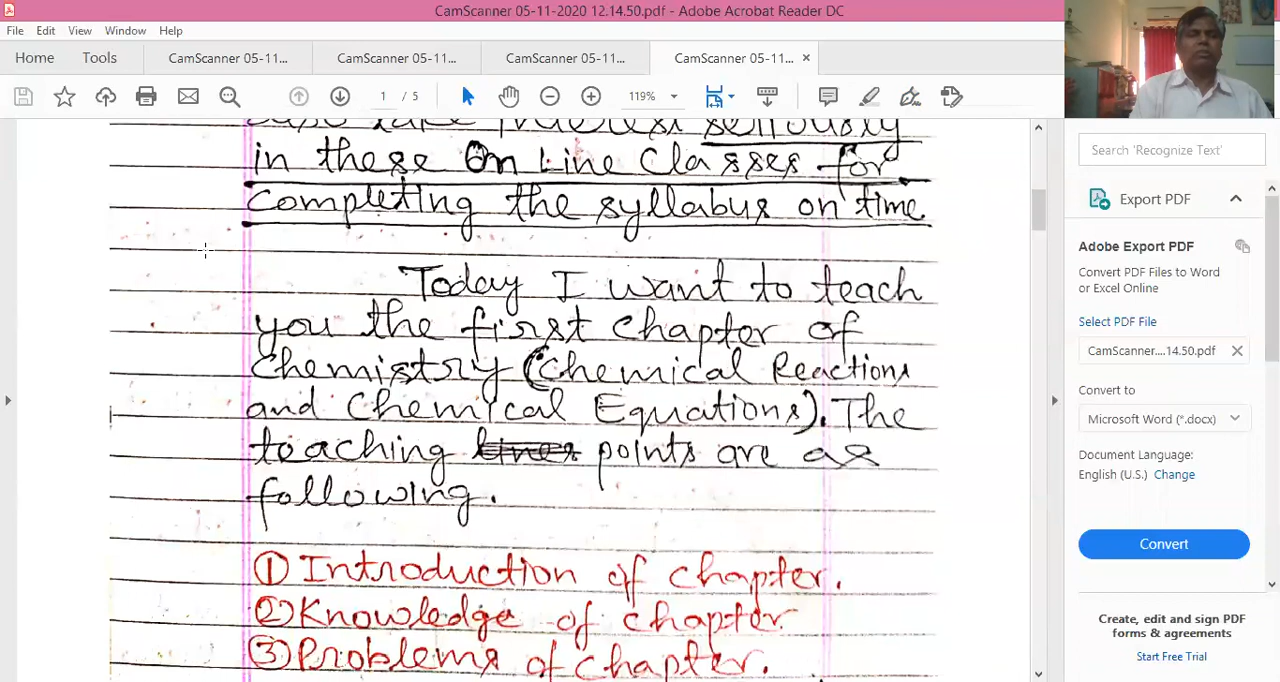 CamScanner 05-11-2020 12.14.50.pdf - Adobe Acrobat Reader DC
File Edit View Window Help
Home Tools CamScanner 05-11... CamScanner 05-11... CamScanner 05-11... CamScanner 05-11... ×
1 / 5 119%
seriously
in these On Line Classes for
completing the syllabus on time.
Today I want to teach
you the first chapter of
Chemistry (Chemical Reactions
and Chemical Equations). The
teaching points are as
following.
① Introduction of chapter.
② Knowledge of chapter
③ Problems of chapter.
Search 'Recognize Text'
Export PDF
Adobe Export PDF
Convert PDF Files to Word
or Excel Online
Select PDF File
CamScanner....14.50.pdf
Convert to
Microsoft Word (*.docx)
Document Language:
English (U.S.) Change
Convert
Create, edit and sign PDF
forms & agreements
Start Free Trial